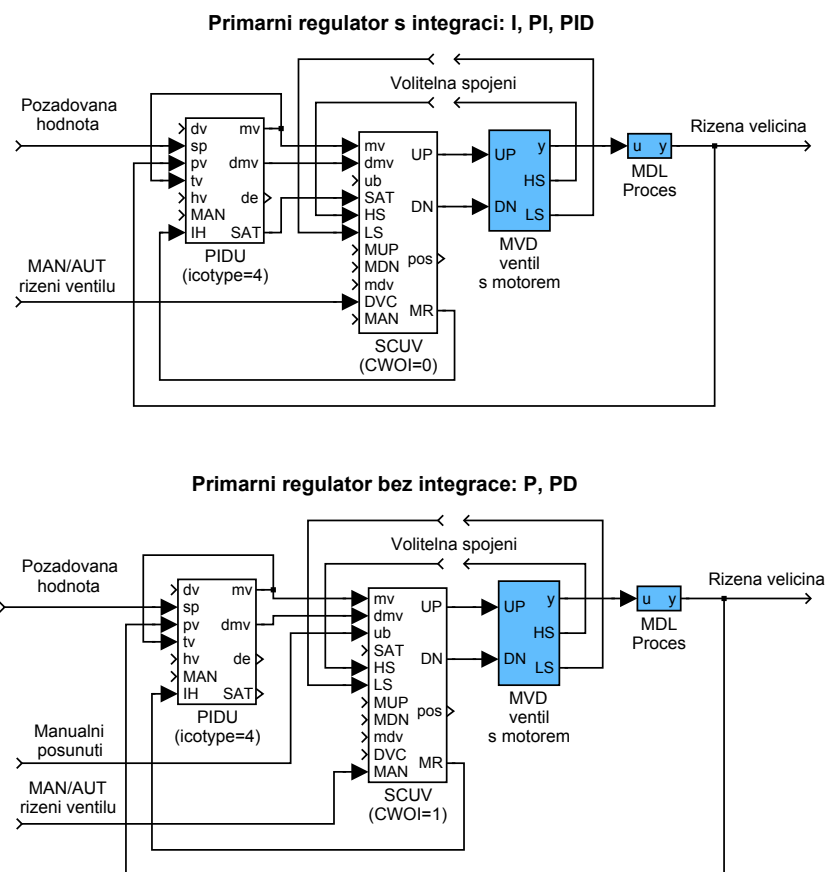 Primarni regulator s integraci: I, PI, PID
Volitelna spojeni
Pozadovana
hodnota
Rizena velicina
dv
sp
pv
tv
hv
MAN
IH
mv
dmv
de
SAT
PIDU
(icotype=4)
MAN/AUT
rizeni ventilu
mv
dmv
ub
SAT
HS
LS
MUP
MDN
mdv
DVC
MAN
UP
DN
pos
MR
SCUV
(CWOI=0)
UP
DN
y
HS
LS
MVD
ventil
s motorem
u y
MDL
Proces
Primarni regulator bez integrace: P, PD
Volitelna spojeni
Pozadovana
hodnota
Rizena velicina
dv
sp
pv
tv
hv
MAN
IH
mv
dmv
de
SAT
PIDU
(icotype=4)
Manualni
posunuti
MAN/AUT
rizeni ventilu
mv
dmv
ub
SAT
HS
LS
MUP
MDN
mdv
DVC
MAN
UP
DN
pos
MR
SCUV
(CWOI=1)
UP
DN
y
HS
LS
MVD
ventil
s motorem
u y
MDL
Proces